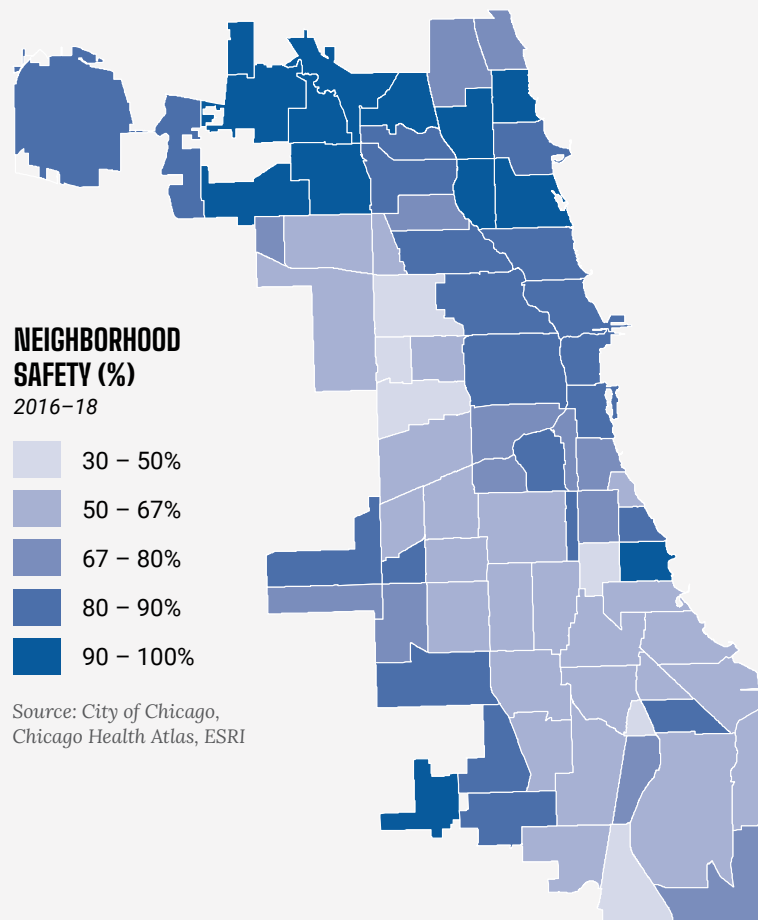 NEIGHBORHOOD
SAFETY (%)
2016–18
30 – 50%
50 – 67%
67 – 80%
80 – 90%
90 – 100%
Source: City of Chicago,
Chicago Health Atlas, ESRI